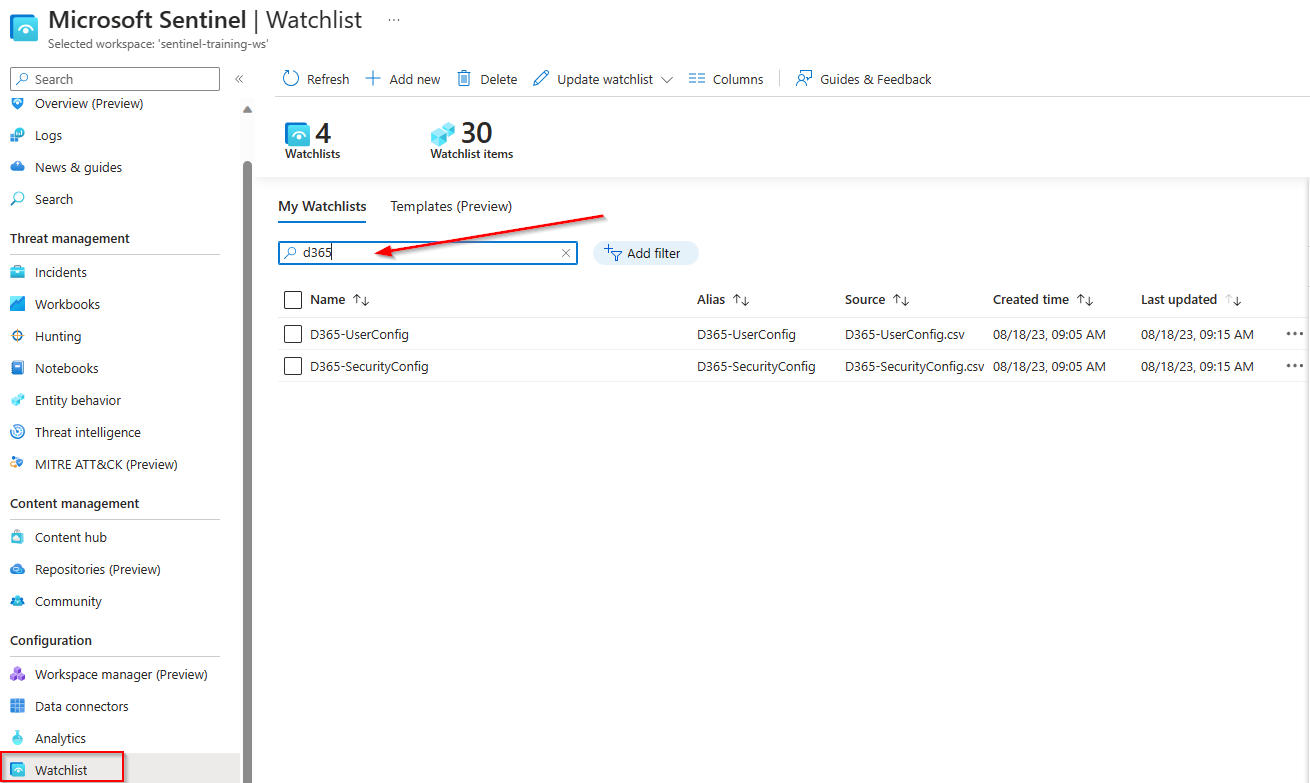 Microsoft Sentinel | Watchlist ...
Selected workspace: 'sentinel-training-ws'
Search
«
Overview (Preview)
Logs
News & guides
Search
Threat management
Incidents
Workbooks
Hunting
Notebooks
Entity behavior
Threat intelligence
MITRE ATT&CK (Preview)
Content management
Content hub
Repositories (Preview)
Community
Configuration
Workspace manager (Preview)
Data connectors
Analytics
Watchlist
Refresh Add new Delete Update watchlist Columns Guides & Feedback
4 30
Watchlists Watchlist items
My Watchlists Templates (Preview)
d365 Add filter
Name Alias Source Created time Last updated
D365-UserConfig D365-UserConfig D365-UserConfig.csv 08/18/23, 09:05 AM 08/18/23, 09:15 AM ...
D365-SecurityConfig D365-SecurityConfig D365-SecurityConfig.csv 08/18/23, 09:05 AM 08/18/23, 09:15 AM ...